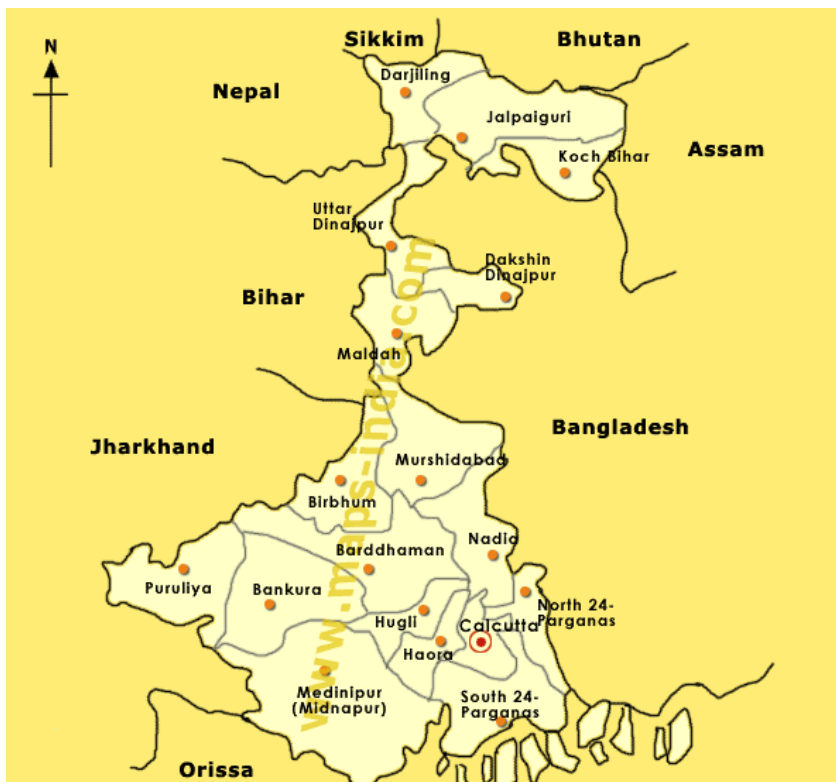 Sikkim
Bhutan
N
Darjiling
Nepal
Jalpaiguri
Assam
Koch Bihar
Uttar
Dinajpur
Dakshin
Dinajpur
Bihar
Maldah
Bangladesh
Jharkhand
Murshidabad
Birbhum
Nadia
Barddhaman
Puruliya
Bankura
North 24-
Parganas
Hugli
Calcutta
Haora
Medinipur
(Midnapur)
South 24-
Parganas
Orissa
www.maps-india.com